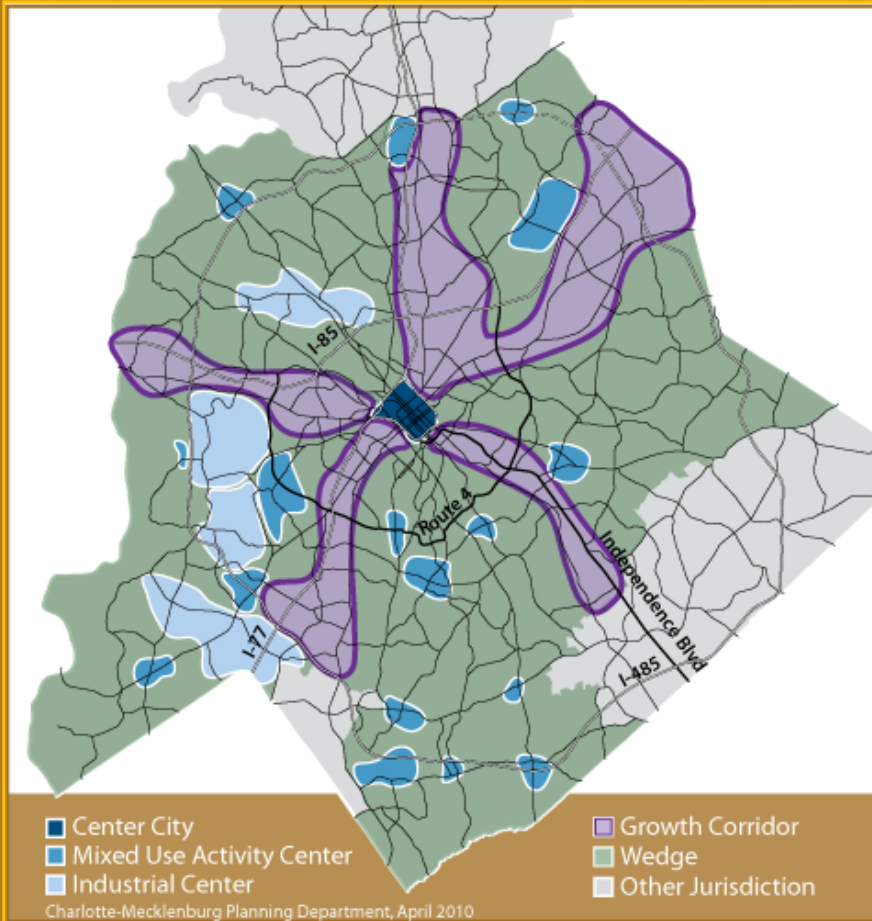 I-85
Route 4
Independence Blvd
I-77
I-485
Center City
Mixed Use Activity Center
Industrial Center
Growth Corridor
Wedge
Other Jurisdiction
Charlotte-Mecklenburg Planning Department, April 2010